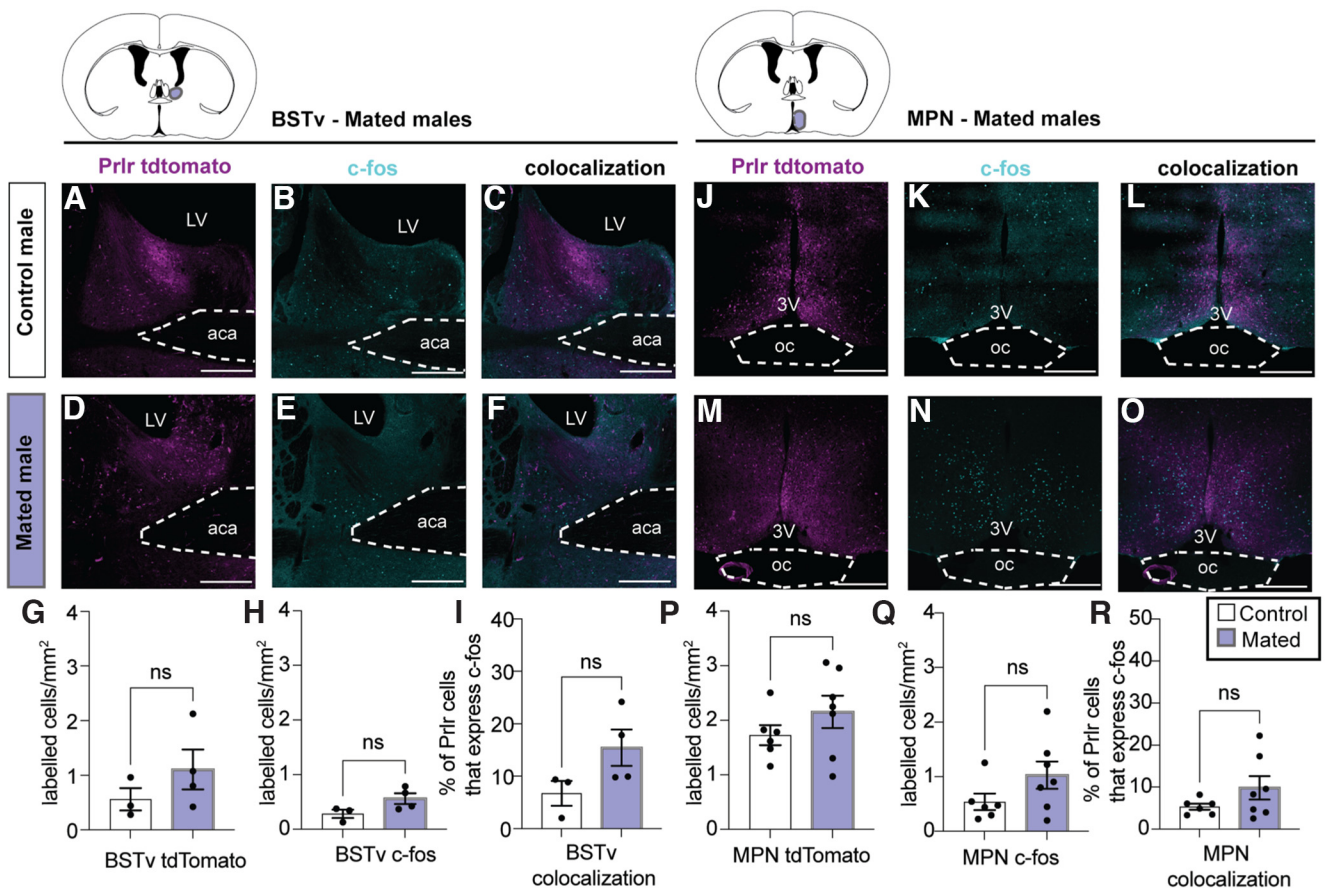 BSTv - Mated males
MPN - Mated males
Prlr tdtomato
c-fos
colocalization
Prlr tdtomato
c-fos
colocalization
Control male
A
LV
aca
B
LV
aca
C
LV
aca
J
3V
oc
K
3V
oc
L
3V
oc
Mated male
D
LV
aca
E
LV
aca
F
LV
aca
M
3V
oc
N
3V
oc
O
3V
oc
G
labelled cells/mm²
4
3
2
1
0
ns
BSTv tdTomato
H
labelled cells/mm²
4
3
2
1
0
ns
BSTv c-fos
I
% of Prlr cells
that express c-fos
40
30
20
10
0
ns
BSTv
colocalization
P
labelled cells/mm²
4
3
2
1
0
ns
MPN tdTomato
Q
labelled cells/mm²
4
3
2
1
0
ns
MPN c-fos
R
% of Prlr cells
that express c-fos
50
40
30
20
10
0
ns
MPN
colocalization
Control
Mated